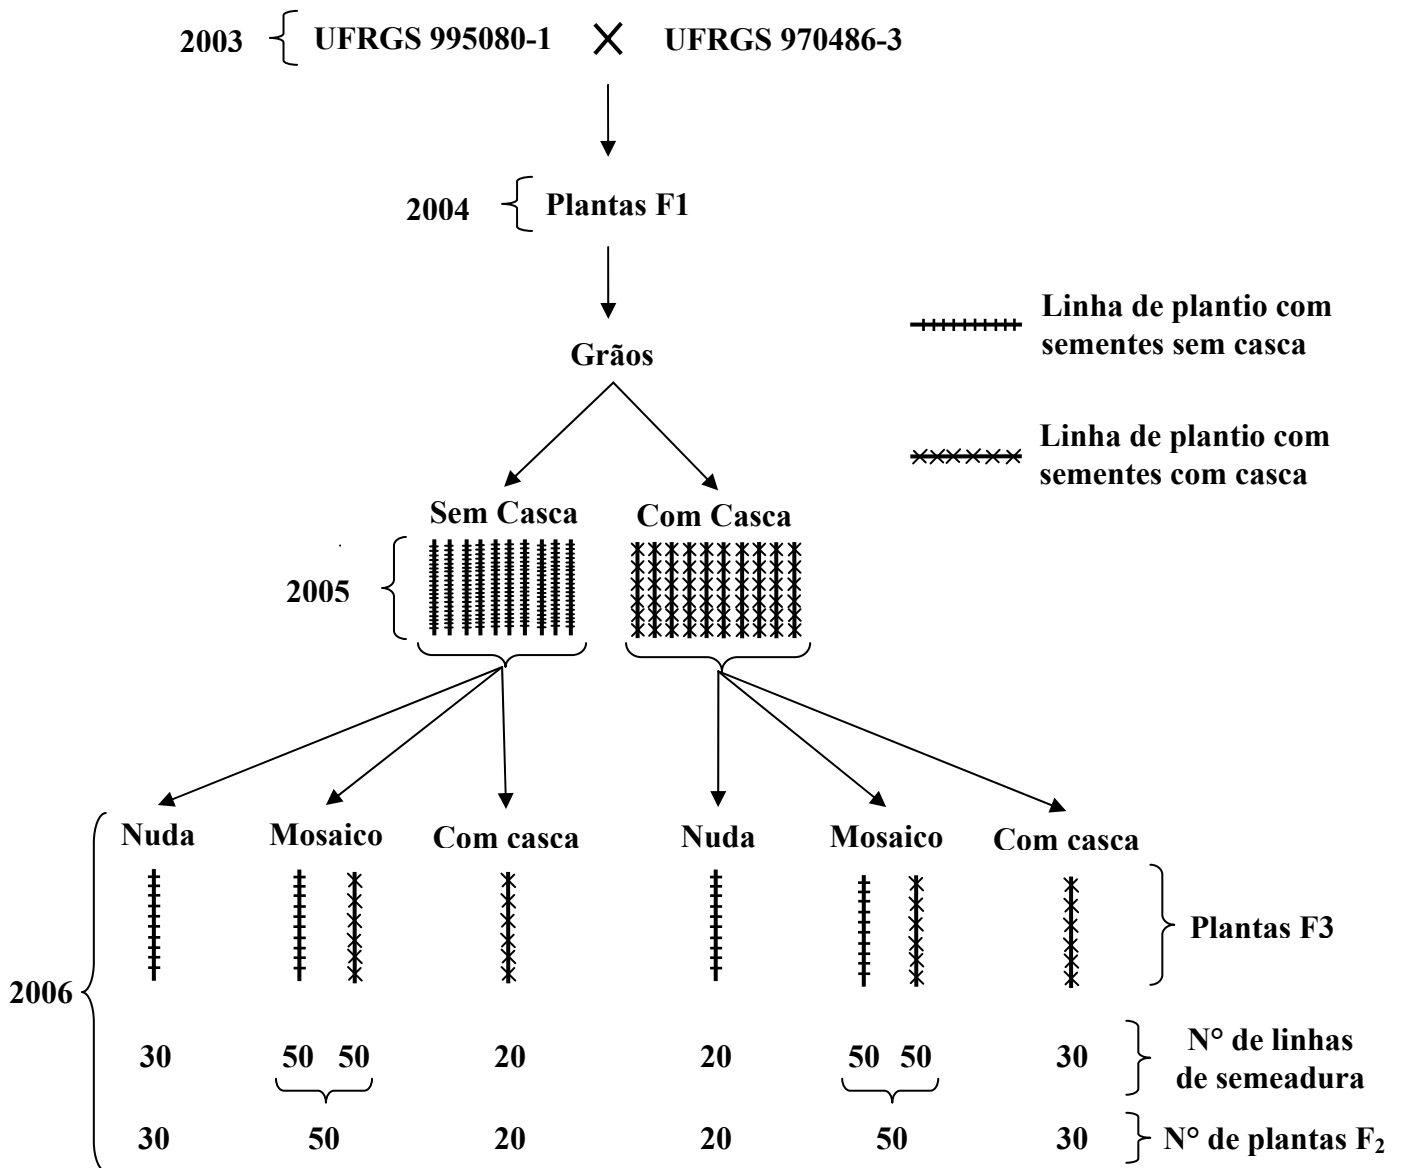 2003 UFRGS 995080-1 X UFRGS 970486-3
2004 Plantas F1
Grãos
Linha de plantio com
sementes sem casca
Linha de plantio com
sementes com casca
Sem Casca Com Casca
2005
Nuda Mosaico Com casca Nuda Mosaico Com casca
Plantas F3
2006
30 50 50 20 20 50 50 30
N° de linhas
de semeadura
30 50 20 20 50 30 N° de plantas F₂